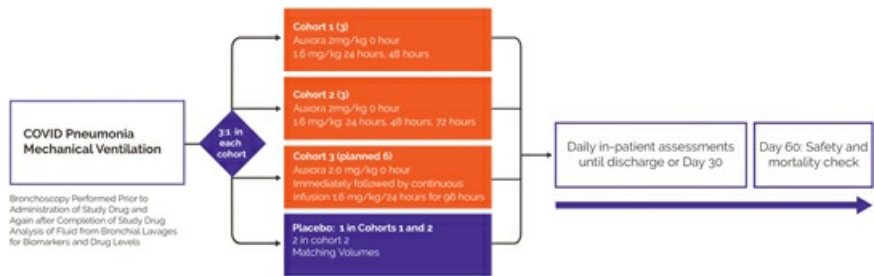 COVID Pneumonia
Mechanical Ventilation
Bronchoscopy Performed Prior to
Administration of Study Drug and
Again after Completion of Study Drug
Analysis of Fluid from Bronchial Lavages
for Biomarkers and Drug Levels
3:1 in
each
cohort
Cohort 1 (3)
Auxora 2mg/kg 0 hour
1.6 mg/kg 24 hours, 48 hours
Cohort 2 (3)
Auxora 2mg/kg 0 hour
1.6 mg/kg: 24 hours, 48 hours, 72 hours
Cohort 3 (planned 6)
Auxora 2.0 mg/kg 0 hour
Immediately followed by continuous
infusion 1.6 mg/kg/24 hours for 96 hours
Placebo: 1 in Cohorts 1 and 2
2 in cohort 2
Matching Volumes
Daily in-patient assessments
until discharge or Day 30
Day 60: Safety and
mortality check